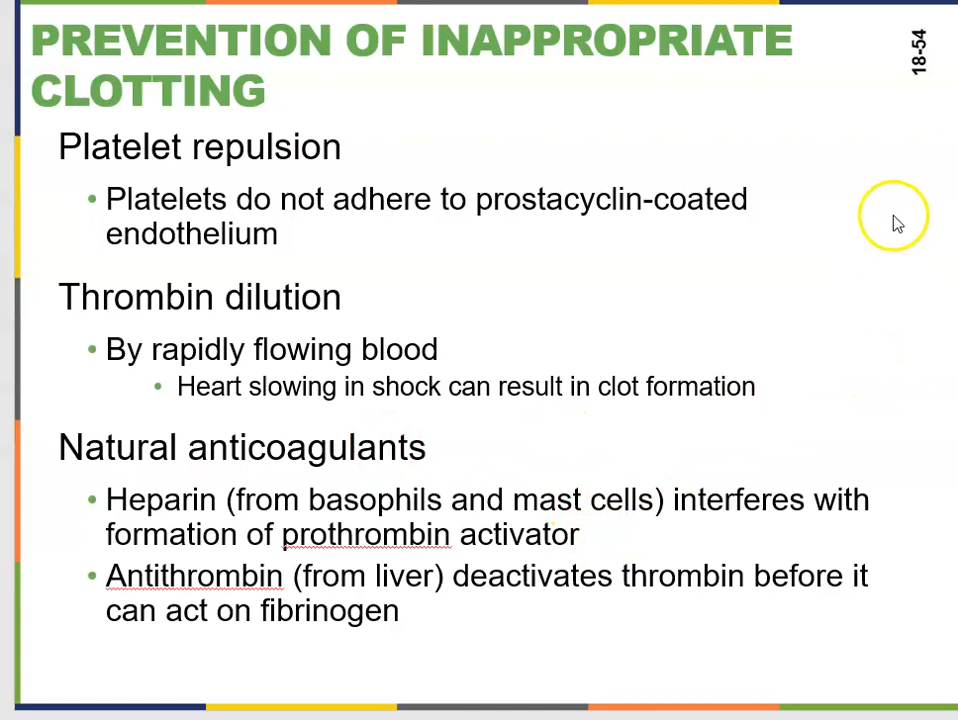 PREVENTION OF INAPPROPRIATE
CLOTTING
18-54
Platelet repulsion
• Platelets do not adhere to prostacyclin-coated
endothelium
Thrombin dilution
• By rapidly flowing blood
• Heart slowing in shock can result in clot formation
Natural anticoagulants
• Heparin (from basophils and mast cells) interferes with
formation of prothrombin activator
• Antithrombin (from liver) deactivates thrombin before it
can act on fibrinogen